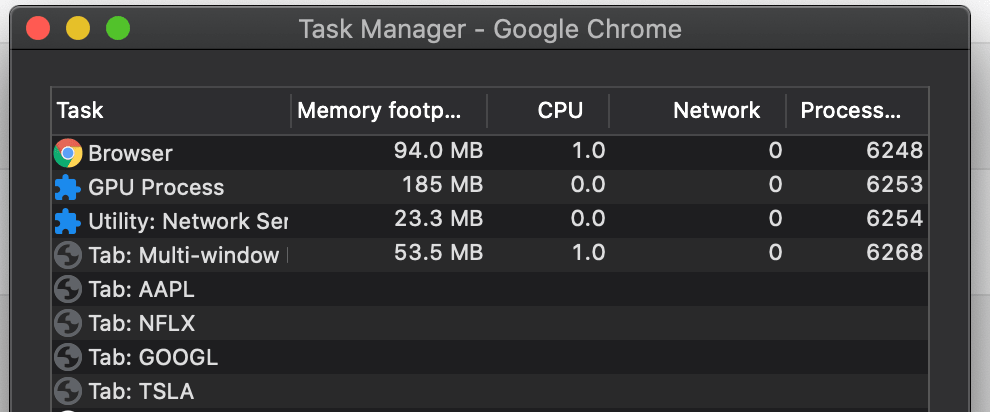 Task Manager - Google Chrome
Task Memory footp... CPU Network Process...
Browser 94.0 MB 1.0 0 6248
GPU Process 185 MB 0.0 0 6253
Utility: Network Ser 23.3 MB 0.0 0 6254
Tab: Multi-window 53.5 MB 1.0 0 6268
Tab: AAPL
Tab: NFLX
Tab: GOOGL
Tab: TSLA